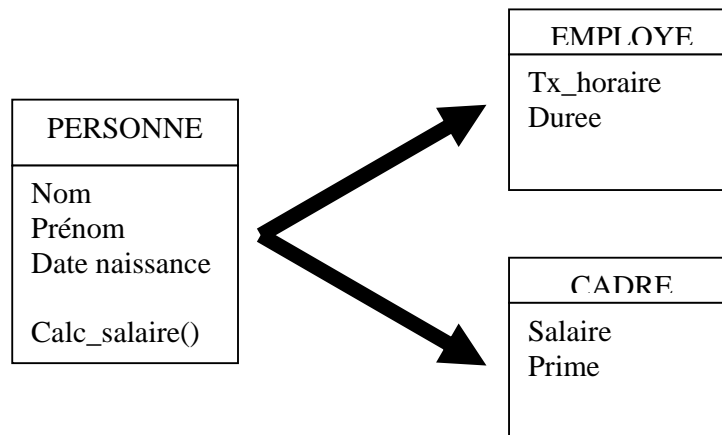 PERSONNE
Nom
Prénom
Date naissance
Calc_salaire()
EMPLOYE
Tx_horaire
Duree
CADRE
Salaire
Prime